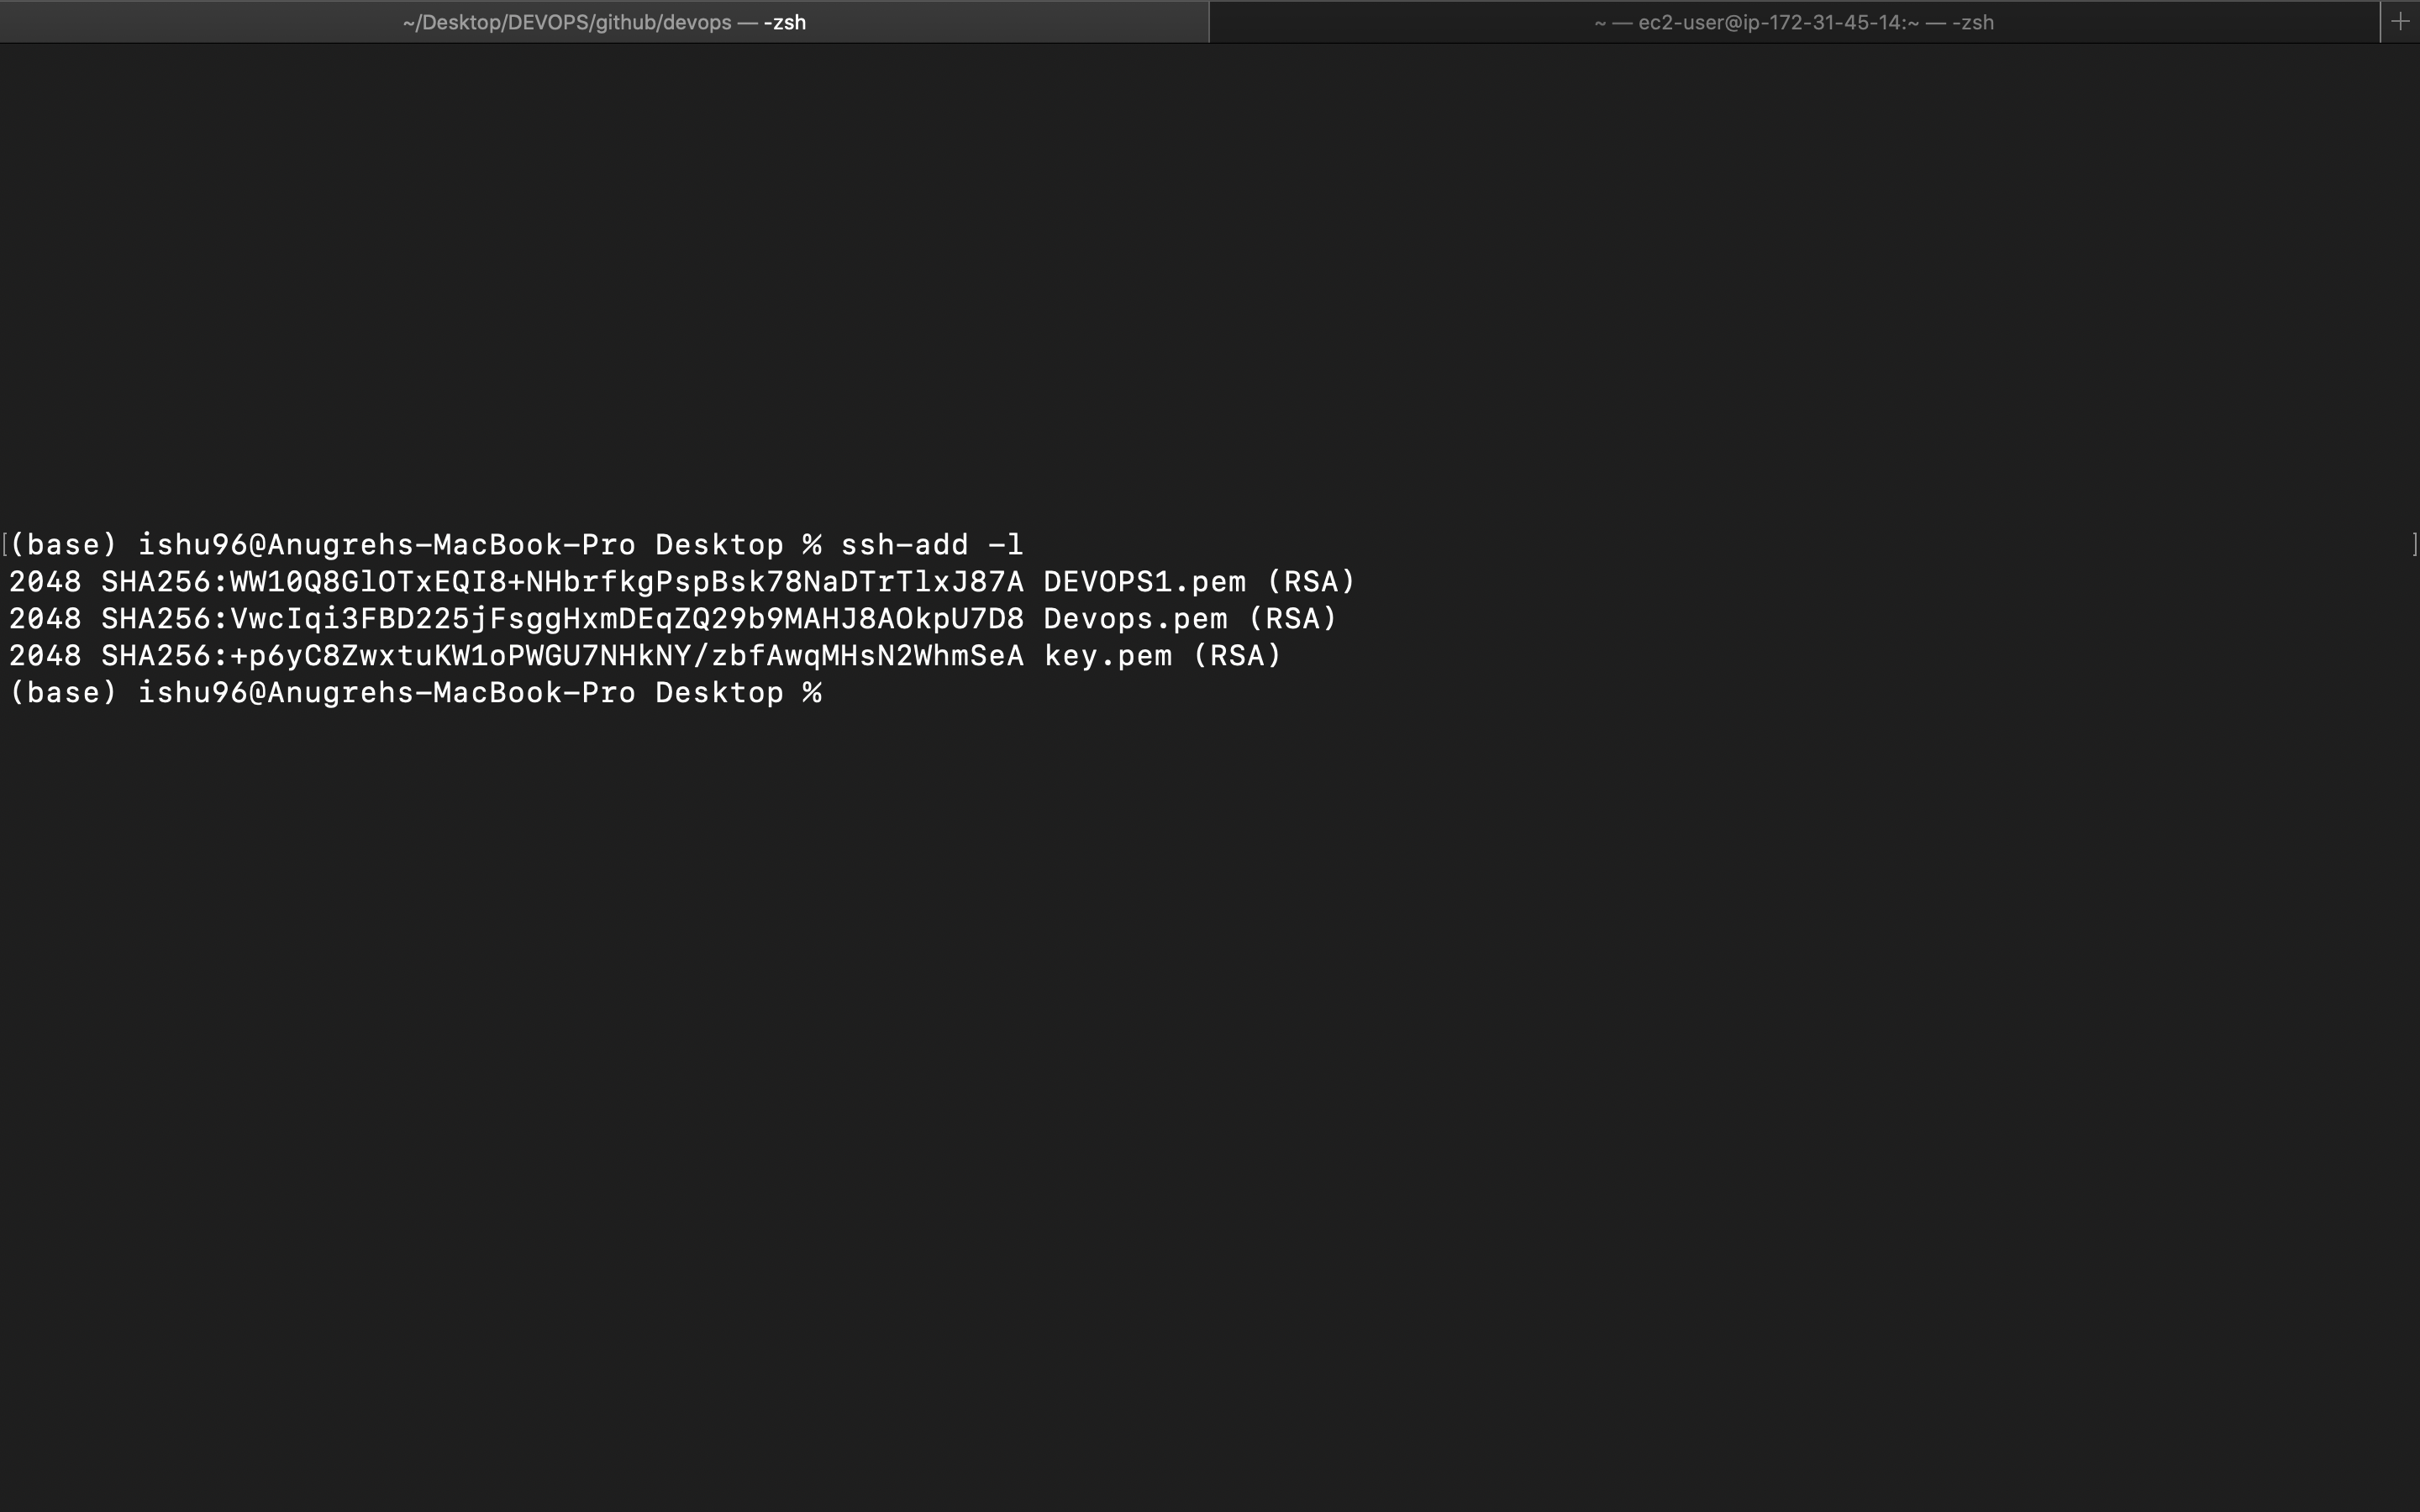 ~/Desktop/DEVOPS/github/devops — -zsh
~ — ec2-user@ip-172-31-45-14:~ — -zsh
+
[(base) ishu96@Anugrehs-MacBook-Pro Desktop % ssh-add -l ]
2048 SHA256:WW10Q8GlOTxEQI8+NHbrfkgPspBsk78NaDTrTlxJ87A DEVOPS1.pem (RSA)
2048 SHA256:VwcIqi3FBD225jFsggHxmDEqZQ29b9MAHJ8AOkpU7D8 Devops.pem (RSA)
2048 SHA256:+p6yC8ZwxtuKW1oPWGU7NHkNY/zbfAwqMHsN2WhmSeA key.pem (RSA)
(base) ishu96@Anugrehs-MacBook-Pro Desktop %